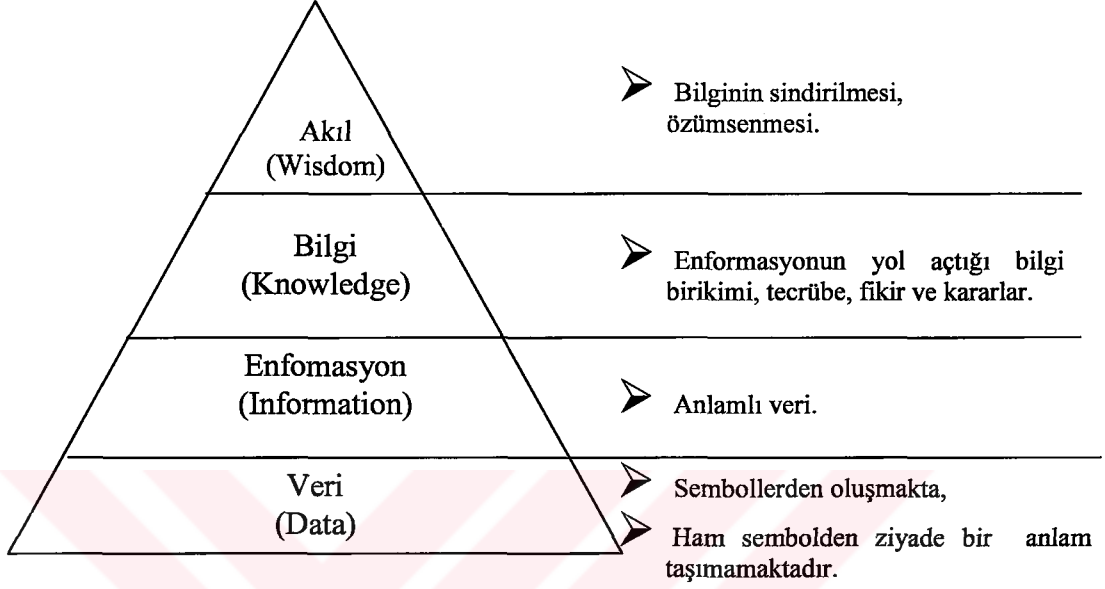 Akıl
(Wisdom)
Bilginin sindirilmesi,
özümsenmesi.
Bilgi
(Knowledge)
Enformasyonun yol açtığı bilgi
birikimi, tecrübe, fikir ve kararlar.
Enfomasyon
(Information)
Anlamlı veri.
Veri
(Data)
Sembollerden oluşmakta,
Ham sembolden ziyade bir anlam
taşımamaktadır.